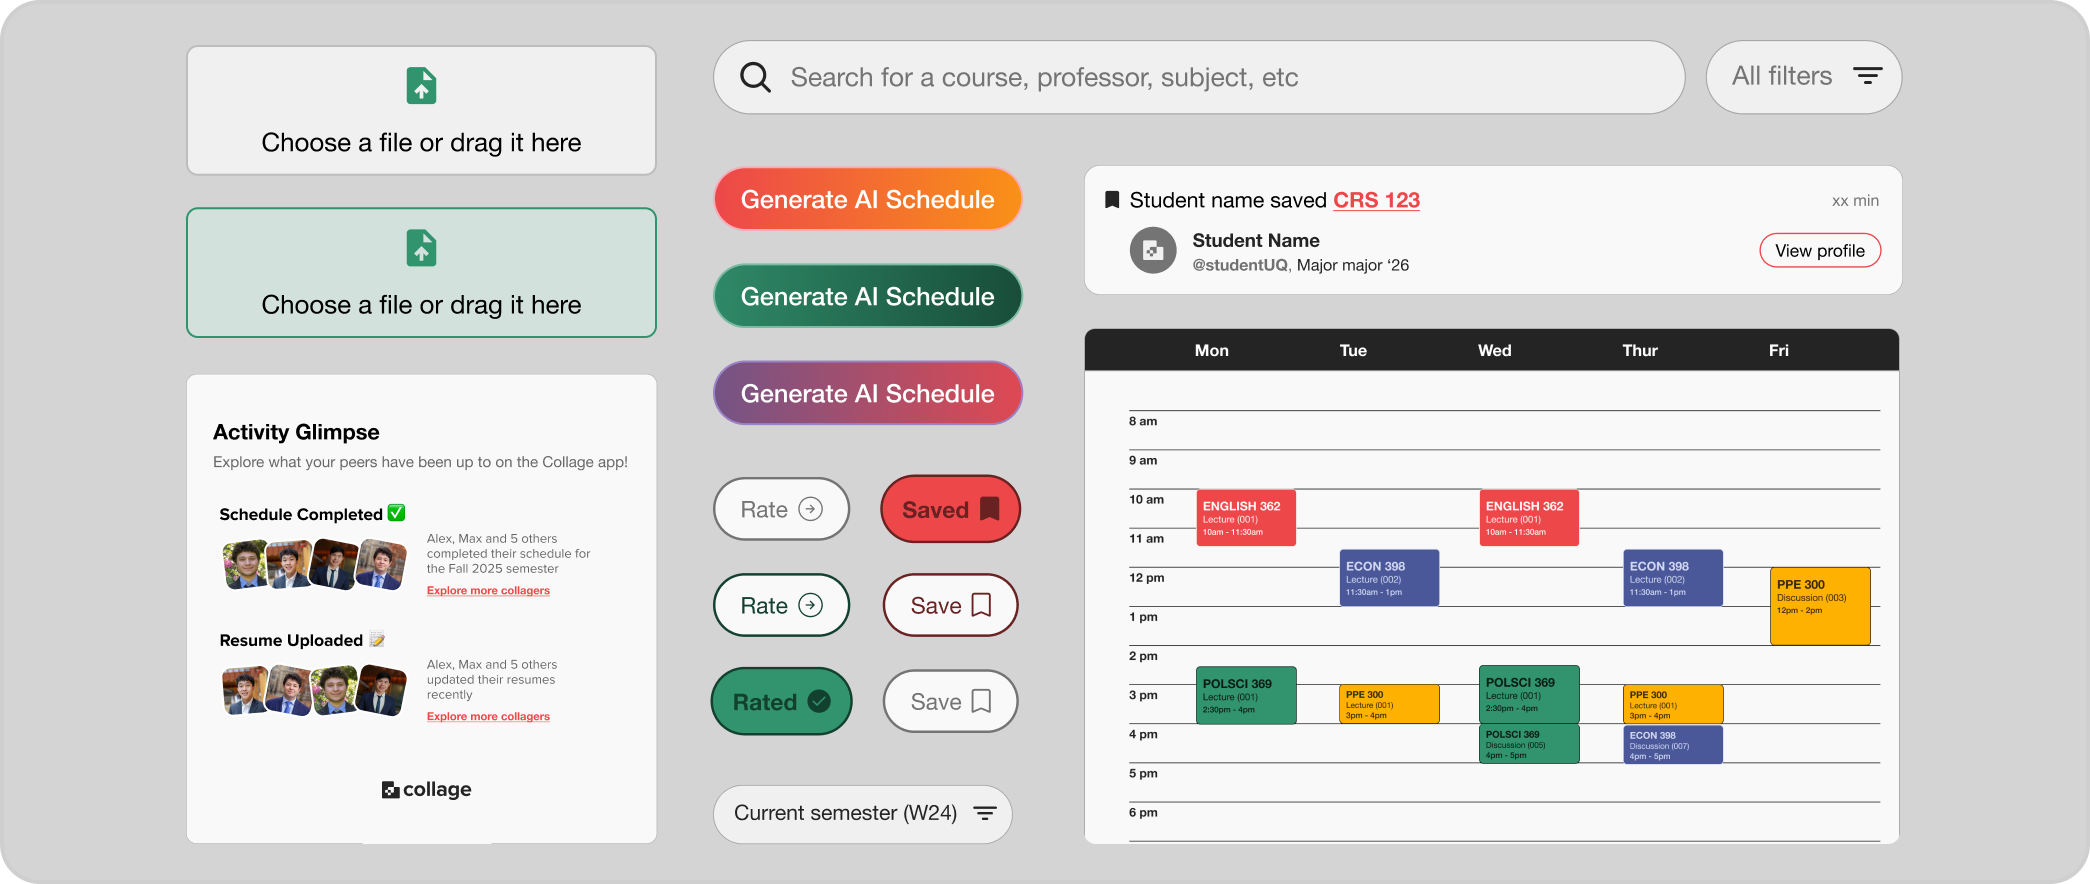 Choose a file or drag it here
Choose a file or drag it here
Activity Glimpse
Explore what your peers have been up to on the Collage app!
Schedule Completed ✅
Alex, Max and 5 others
completed their schedule for
the Fall 2025 semester
Explore more collagers
Resume Uploaded 📝
Alex, Max and 5 others
updated their resumes
recently
Explore more collagers
collage
Search for a course, professor, subject, etc
All filters
Generate AI Schedule
Generate AI Schedule
Generate AI Schedule
Rate
Saved
Rate
Save
Rated
Save
Current semester (W24)
Student name saved CRS 123
xx min
Student Name
@studentUQ, Major major ‘26
View profile
Mon Tue Wed Thur Fri
8 am
9 am
10 am
ENGLISH 362
Lecture (001)
10am - 11:30am
ENGLISH 362
Lecture (001)
10am - 11:30am
11 am
ECON 398
Lecture (002)
11:30am - 1pm
ECON 398
Lecture (002)
11:30am - 1pm
12 pm
PPE 300
Discussion (003)
12pm - 2pm
1 pm
2 pm
POLSCI 369
Lecture (001)
2:30pm - 4pm
POLSCI 369
Lecture (001)
2:30pm - 4pm
3 pm
PPE 300
Lecture (001)
3pm - 4pm
PPE 300
Lecture (001)
3pm - 4pm
4 pm
POLSCI 369
Discussion (005)
4pm - 5pm
ECON 398
Discussion (007)
4pm - 5pm
5 pm
6 pm